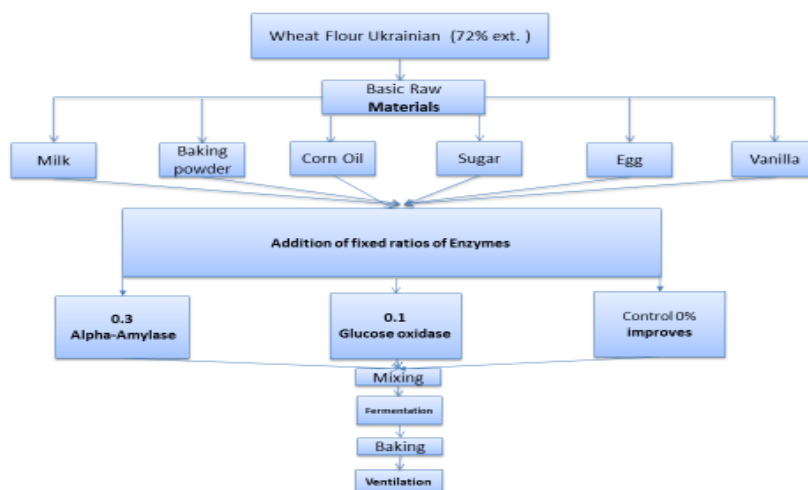 Wheat Flour Ukrainian (72% ext. )
Basic Raw
Materials
Milk
Baking
powder
Corn Oil
Sugar
Egg
Vanilla
Addition of fixed ratios of Enzymes
0.3
Alpha-Amylase
0.1
Glucose oxidase
Control 0%
improves
Mixing
Fermentation
Baking
Ventilation